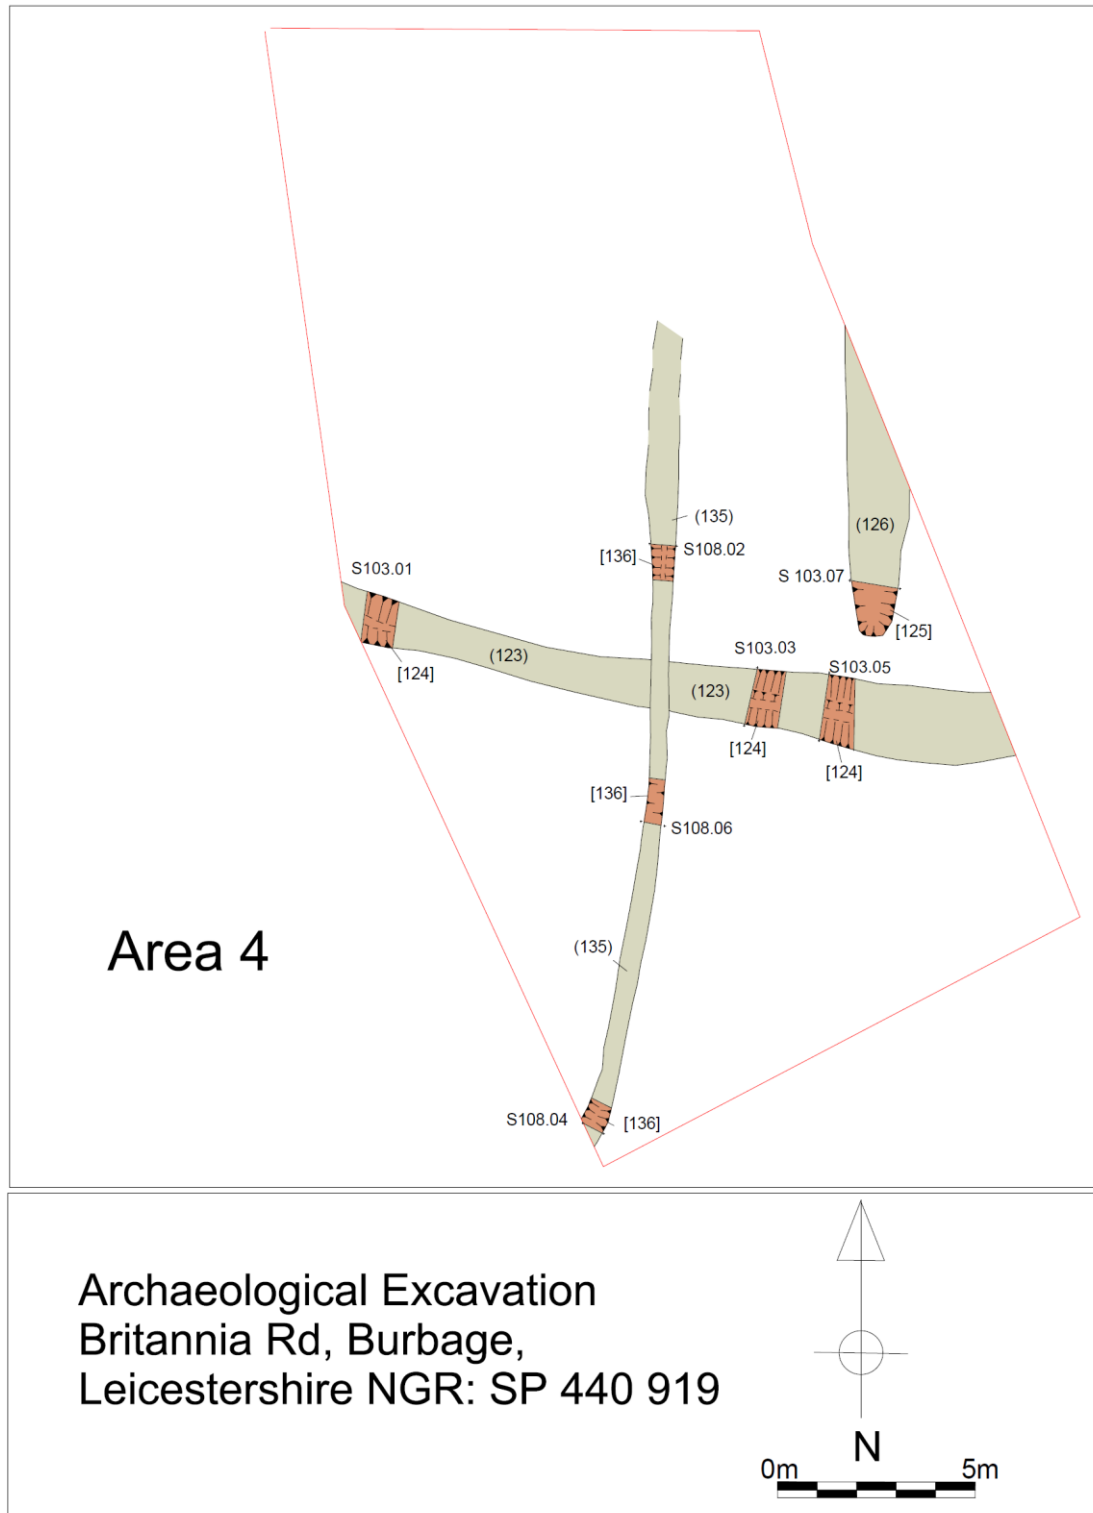 (135)
[136]
S108.02
(126)
S 103.07
[125]
S103.01
[124]
(123)
S103.03
(123)
S103.05
[124]
[124]
[136]
S108.06
(135)
Area 4
S108.04
[136]
Archaeological Excavation
Britannia Rd, Burbage,
Leicestershire NGR: SP 440 919
N
0m
5m